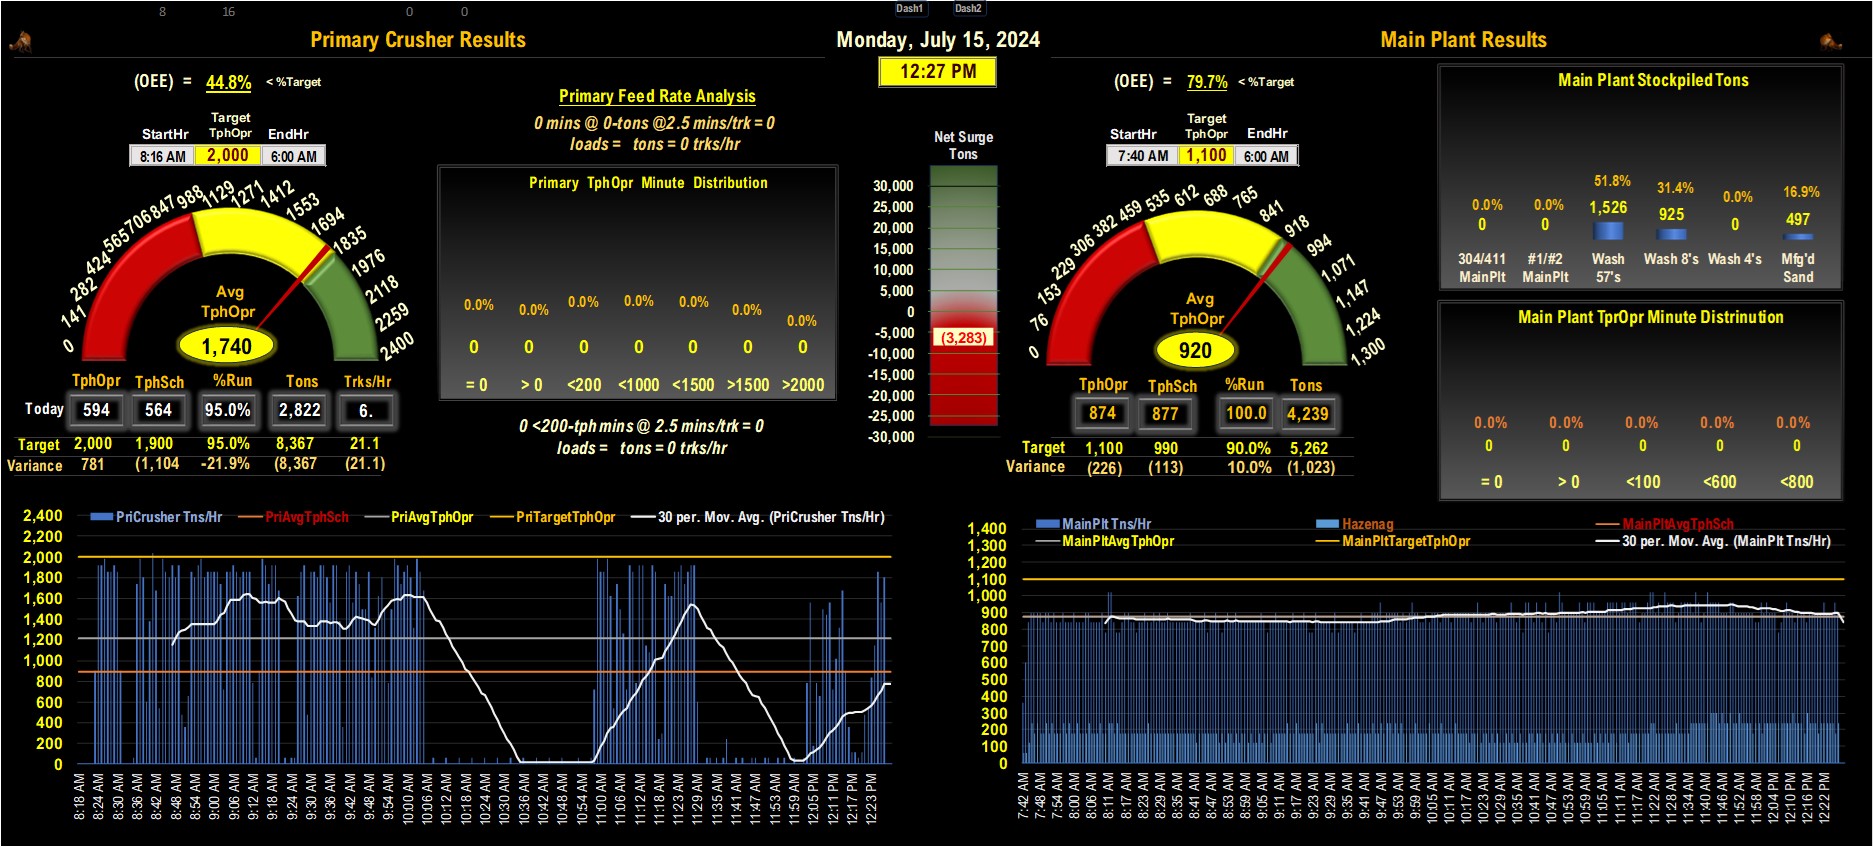 8 16 0 0 Dash1 Dash2
Primary Crusher Results
Monday, July 15, 2024
Main Plant Results
12:27 PM
(OEE) = 44.8% < %Target
Target
StartHr TphOpr EndHr
8:16 AM 2,000 6:00 AM
Primary Feed Rate Analysis
0 mins @ 0-tons @2.5 mins/trk = 0
loads = tons = 0 trks/hr
0 141 282 424 565 706 847 988 1129 1271 1412 1553 1694 1835 1976 2118 2259 2400
Avg
TphOpr
1,740
Primary TphOpr Minute Distribution
0.0% 0.0% 0.0% 0.0% 0.0% 0.0% 0.0%
0 0 0 0 0 0 0
= 0 > 0 <200 <1000 <1500 >1500 >2000
0 <200-tph mins @ 2.5 mins/trk = 0
loads = tons = 0 trks/hr
TphOpr TphSch %Run Tons Trks/Hr
Today 594 564 95.0% 2,822 6.
Target 2,000 1,900 95.0% 8,367 21.1
Variance 781 (1,104 -21.9% (8,367 (21.1)
Net Surge
Tons
30,000
25,000
20,000
15,000
10,000
5,000
0
-5,000
(3,283)
-10,000
-15,000
-20,000
-25,000
-30,000
(OEE) = 79.7% < %Target
Target
StartHr TphOpr EndHr
7:40 AM 1,100 6:00 AM
0 76 153 229 306 382 459 535 612 688 765 841 918 994 1,071 1,147 1,224 1,300
Avg
TphOpr
920
TphOpr TphSch %Run Tons
874 877 100.0 4,239
Target 1,100 990 90.0% 5,262
Variance (226) (113) 10.0% (1,023)
Main Plant Stockpiled Tons
0.0% 0.0% 51.8% 31.4% 0.0% 16.9%
0 0 1,526 925 0 497
304/411 #1/#2 Wash Wash 8's Wash 4's Mfg'd
MainPlt MainPlt 57's Sand
Main Plant TprOpr Minute Distrinution
0.0% 0.0% 0.0% 0.0% 0.0%
0 0 0 0 0
= 0 > 0 <100 <600 <800
PriCrusher Tns/Hr PriAvgTphSch PriAvgTphOpr PriTargetTphOpr 30 per. Mov. Avg. (PriCrusher Tns/Hr)
2,400
2,200
2,000
1,800
1,600
1,400
1,200
1,000
800
600
400
200
0
8:18 AM 8:24 AM 8:30 AM 8:36 AM 8:42 AM 8:48 AM 8:54 AM 9:00 AM 9:06 AM 9:12 AM 9:18 AM 9:24 AM 9:30 AM 9:36 AM 9:42 AM 9:48 AM 9:54 AM 10:00 AM 10:06 AM 10:12 AM 10:18 AM 10:24 AM 10:30 AM 10:36 AM 10:42 AM 10:48 AM 10:54 AM 11:00 AM 11:06 AM 11:12 AM 11:18 AM 11:23 AM 11:29 AM 11:35 AM 11:41 AM 11:47 AM 11:53 AM 11:59 AM 12:05 PM 12:11 PM 12:17 PM 12:23 PM
MainPlt Tns/Hr Hazenag MainPltAvgTphSch
MainPltAvgTphOpr MainPltTargetTphOpr 30 per. Mov. Avg. (MainPlt Tns/Hr)
1,400
1,300
1,200
1,100
1,000
900
800
700
600
500
400
300
200
100
0
7:42 AM 7:48 AM 7:54 AM 8:00 AM 8:05 AM 8:11 AM 8:17 AM 8:23 AM 8:29 AM 8:35 AM 8:41 AM 8:47 AM 8:53 AM 8:59 AM 9:05 AM 9:11 AM 9:17 AM 9:23 AM 9:29 AM 9:35 AM 9:41 AM 9:47 AM 9:53 AM 9:59 AM 10:05 AM 10:11 AM 10:17 AM 10:23 AM 10:29 AM 10:35 AM 10:41 AM 10:47 AM 10:53 AM 10:59 AM 11:05 AM 11:11 AM 11:16 AM 11:22 AM 11:28 AM 11:34 AM 11:40 AM 11:46 AM 11:52 AM 11:58 AM 12:04 PM 12:10 PM 12:16 PM 12:22 PM